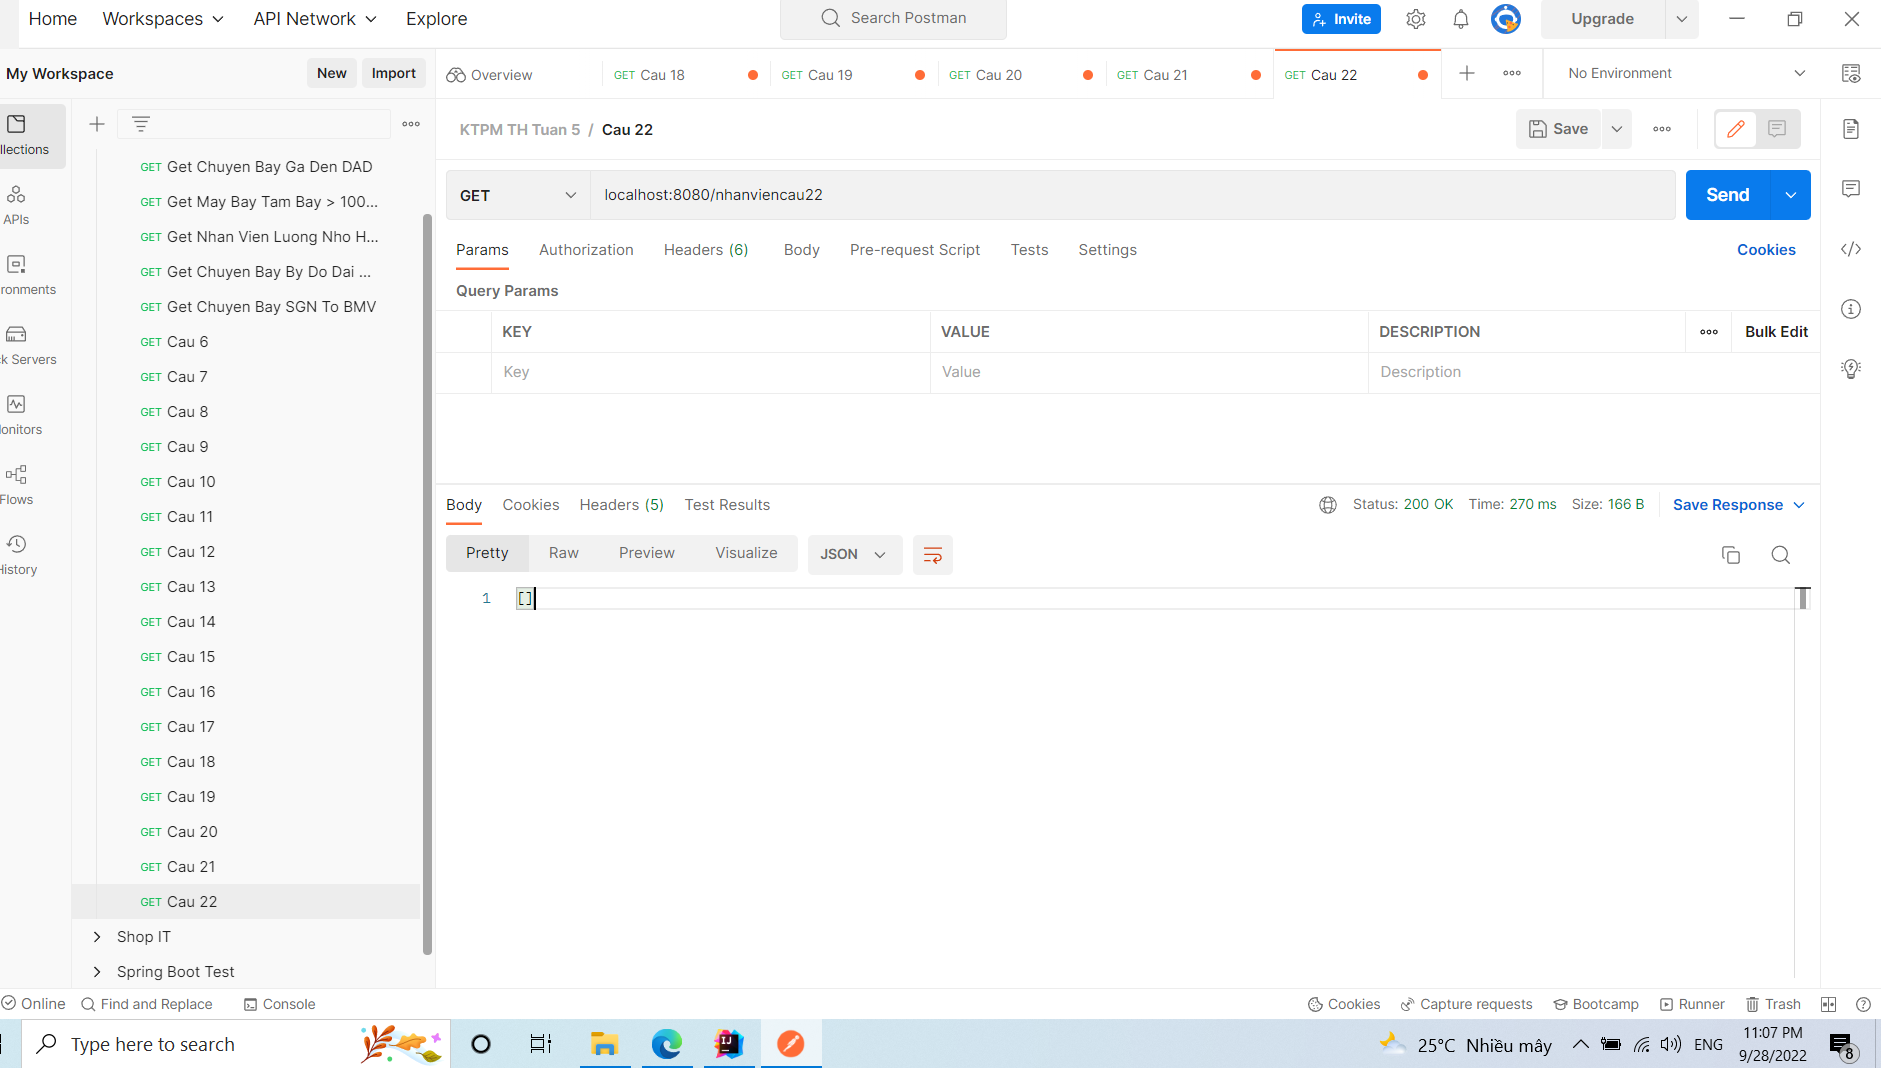 Home Workspaces API Network Explore Search Postman Invite Upgrade
My Workspace New Import Overview GET Cau 18 GET Cau 19 GET Cau 20 GET Cau 21 GET Cau 22 No Environment
llections
APIs
ronments
k Servers
onitors
Flows
History
GET Get Chuyen Bay Ga Den DAD
GET Get May Bay Tam Bay > 100...
GET Get Nhan Vien Luong Nho H...
GET Get Chuyen Bay By Do Dai ...
GET Get Chuyen Bay SGN To BMV
GET Cau 6
GET Cau 7
GET Cau 8
GET Cau 9
GET Cau 10
GET Cau 11
GET Cau 12
GET Cau 13
GET Cau 14
GET Cau 15
GET Cau 16
GET Cau 17
GET Cau 18
GET Cau 19
GET Cau 20
GET Cau 21
GET Cau 22
Shop IT
Spring Boot Test
KTPM TH Tuan 5 / Cau 22 Save
GET localhost:8080/nhanviencau22 Send
Params Authorization Headers (6) Body Pre-request Script Tests Settings Cookies
Query Params
KEY VALUE DESCRIPTION Bulk Edit
Key Value Description
Body Cookies Headers (5) Test Results Status: 200 OK Time: 270 ms Size: 166 B Save Response
Pretty Raw Preview Visualize JSON
1 []
Online Find and Replace Console Cookies Capture requests Bootcamp Runner Trash
Type here to search 25°C Nhiều mây ENG 11:07 PM
9/28/2022 8